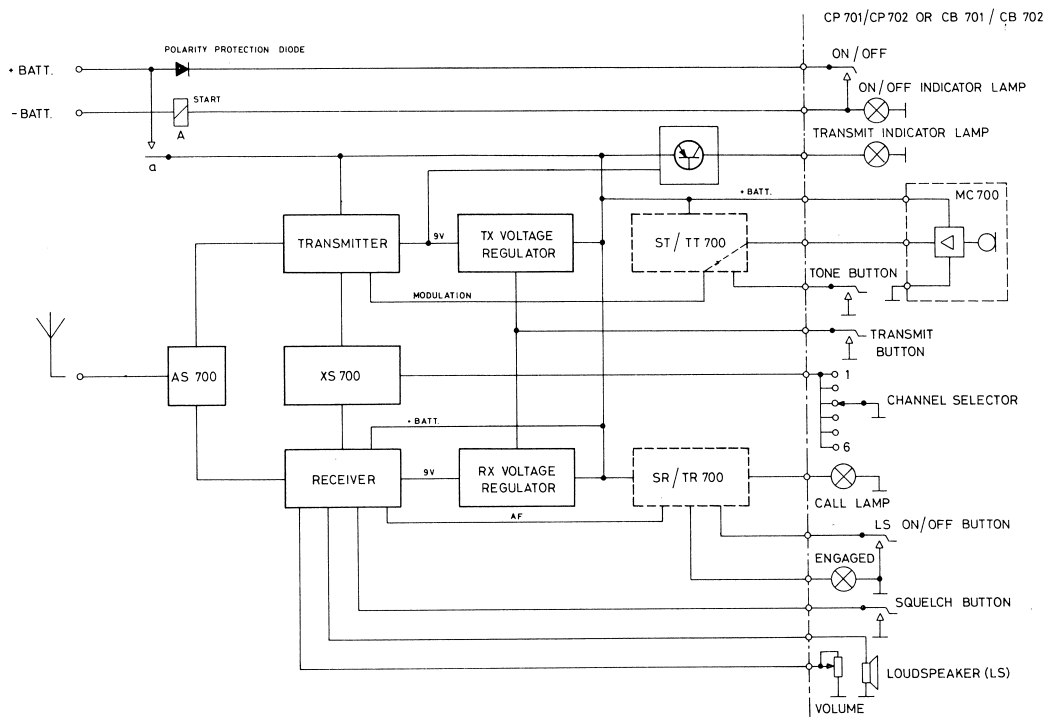 CP 701/CP 702 OR CB 701 / CB 702
POLARITY PROTECTION DIODE
ON / OFF
+ BATT.
ON/OFF INDICATOR LAMP
START
- BATT.
A
TRANSMIT INDICATOR LAMP
a
+ BATT.
MC 700
TRANSMITTER
9V
TX VOLTAGE
REGULATOR
ST / TT 700
TONE BUTTON
MODULATION
TRANSMIT
BUTTON
AS 700
XS 700
1
CHANNEL SELECTOR
6
+ BATT.
RECEIVER
9V
RX VOLTAGE
REGULATOR
SR / TR 700
CALL LAMP
AF
LS ON/OFF BUTTON
ENGAGED
SQUELCH BUTTON
LOUDSPEAKER (LS)
VOLUME